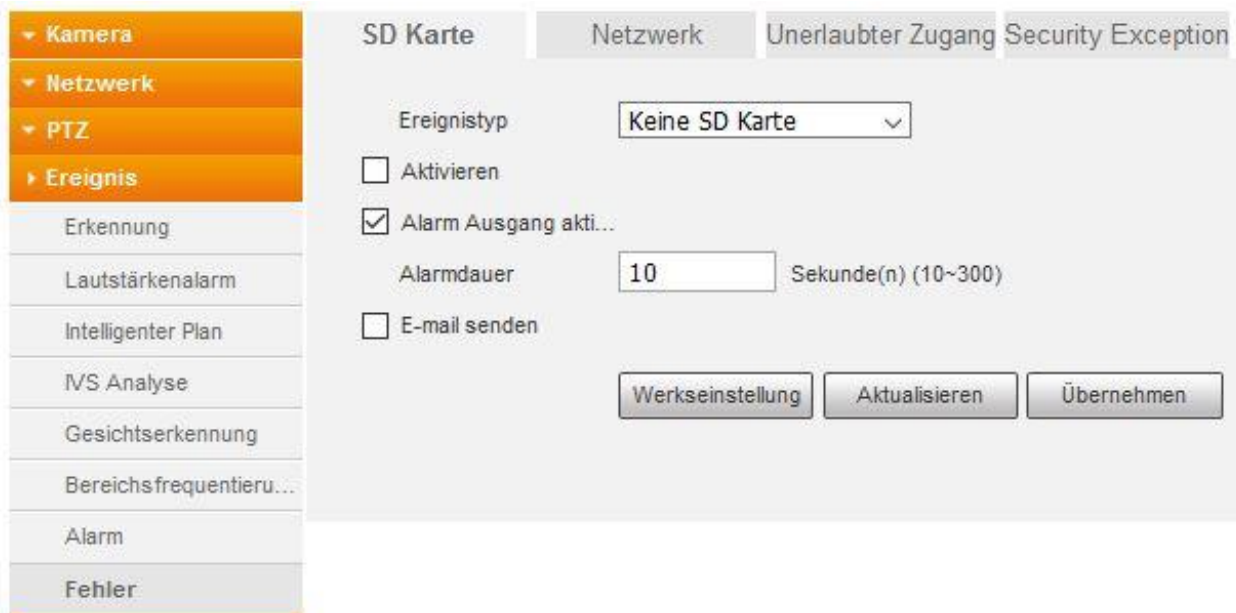 Kamera
Netzwerk
PTZ
Ereignis
Erkennung
Lautstärkenalarm
Intelligenter Plan
IVS Analyse
Gesichtserkennung
Bereichsfrequentieru...
Alarm
Fehler
SD Karte
Netzwerk
Unerlaubter Zugang
Security Exception
Ereignistyp Keine SD Karte
Aktivieren
Alarm Ausgang akti...
Alarmdauer 10 Sekunde(n) (10~300)
E-mail senden
Werkseinstellung Aktualisieren Übernehmen